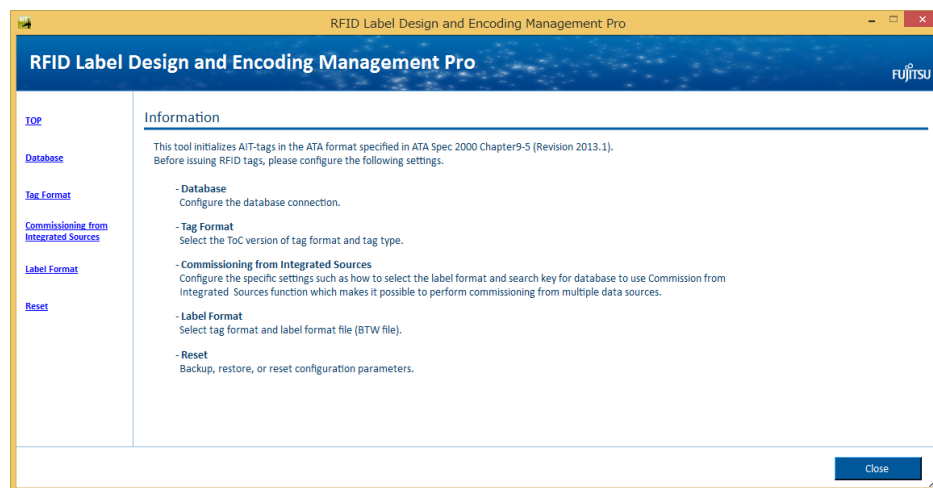 RFID Label Design and Encoding Management Pro
RFID Label Design and Encoding Management Pro
FUJITSU
TOP
Database
Tag Format
Commissioning from
Integrated Sources
Label Format
Reset
Information
This tool initializes AIT-tags in the ATA format specified in ATA Spec 2000 Chapter9-5 (Revision 2013.1).
Before issuing RFID tags, please configure the following settings.
- Database
Configure the database connection.
- Tag Format
Select the ToC version of tag format and tag type.
- Commissioning from Integrated Sources
Configure the specific settings such as how to select the label format and search key for database to use Commission from
Integrated Sources function which makes it possible to perform commissioning from multiple data sources.
- Label Format
Select tag format and label format file (BTW file).
- Reset
Backup, restore, or reset configuration parameters.
Close